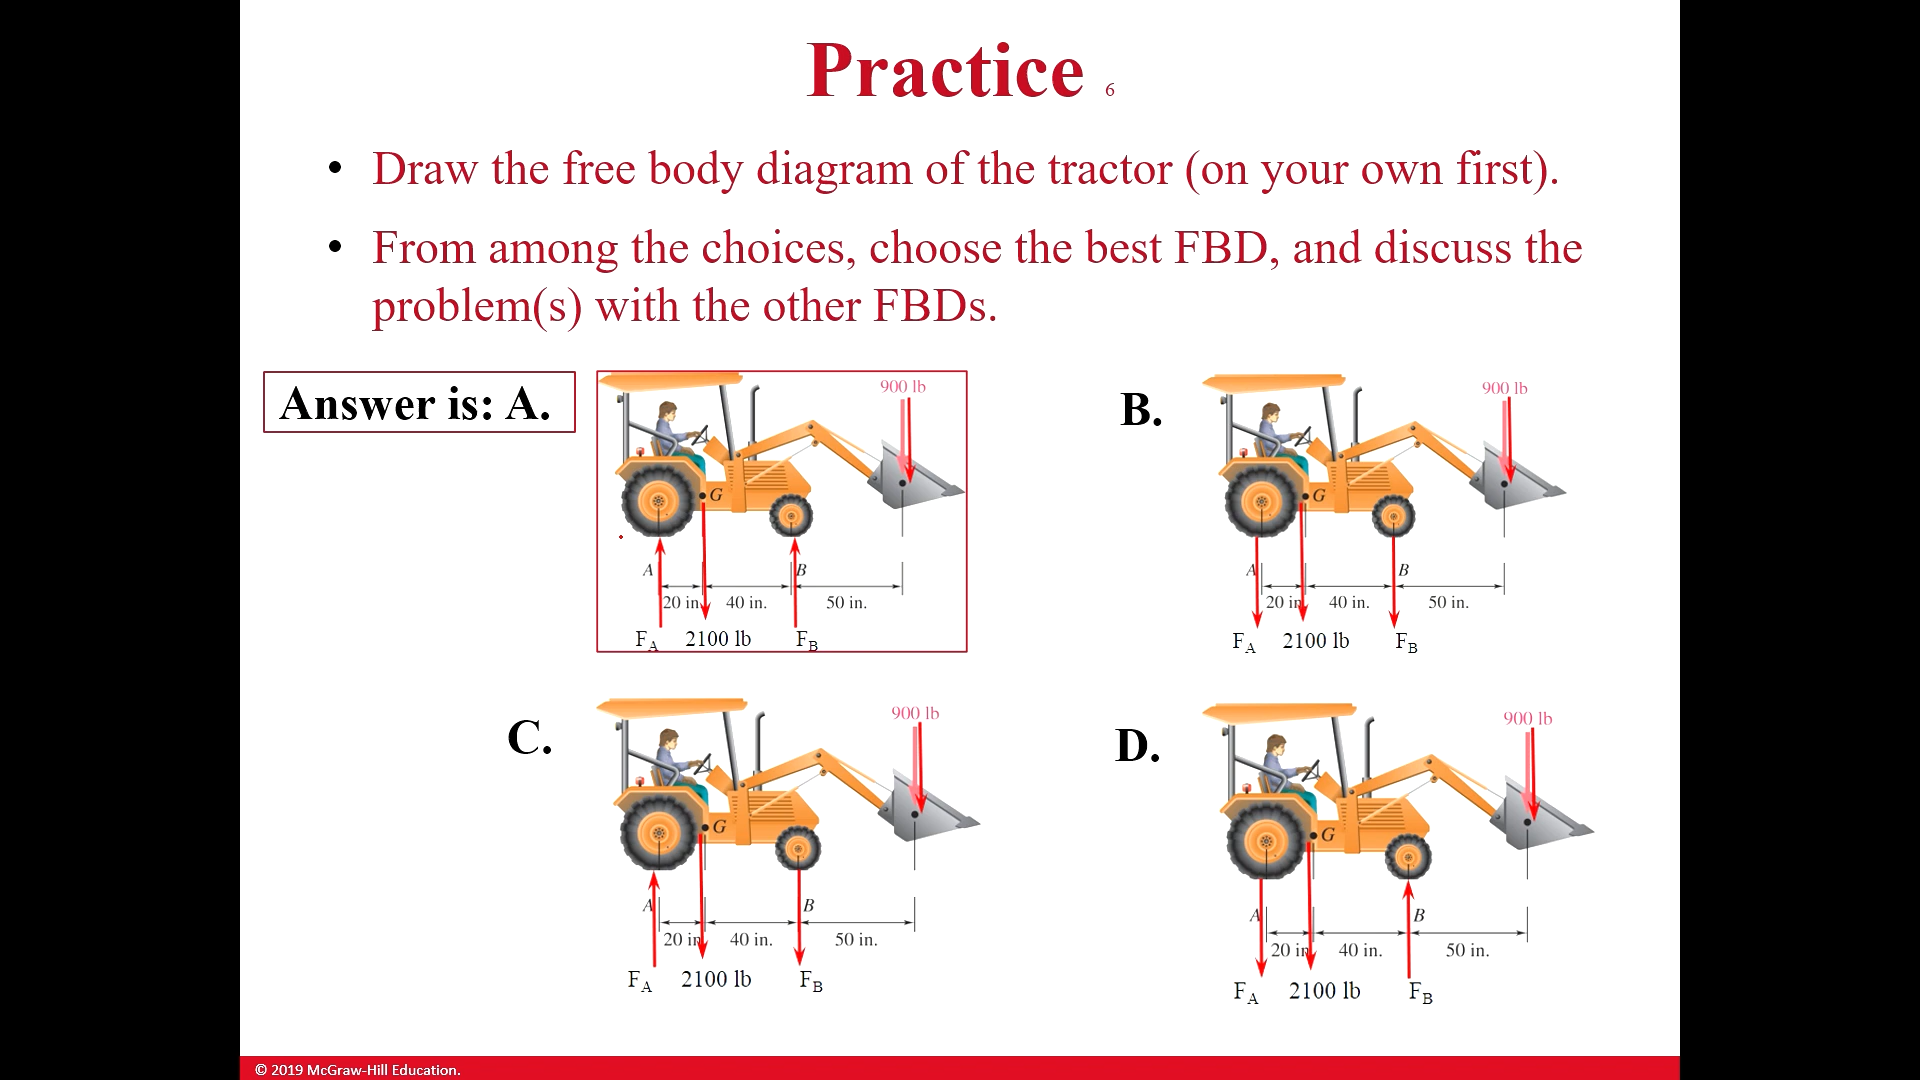 Practice 6
• Draw the free body diagram of the tractor (on your own first).
• From among the choices, choose the best FBD, and discuss the
problem(s) with the other FBDs.
Answer is: A.
900 lb
G
A
B
20 in.
40 in.
50 in.
F_A
2100 lb
F_B
B.
900 lb
G
A
B
20 in
40 in.
50 in.
F_A
2100 lb
F_B
C.
900 lb
G
A
B
20 in
40 in.
50 in.
F_A
2100 lb
F_B
D.
900 lb
G
A
B
20 in
40 in.
50 in.
F_A
2100 lb
F_B
© 2019 McGraw-Hill Education.